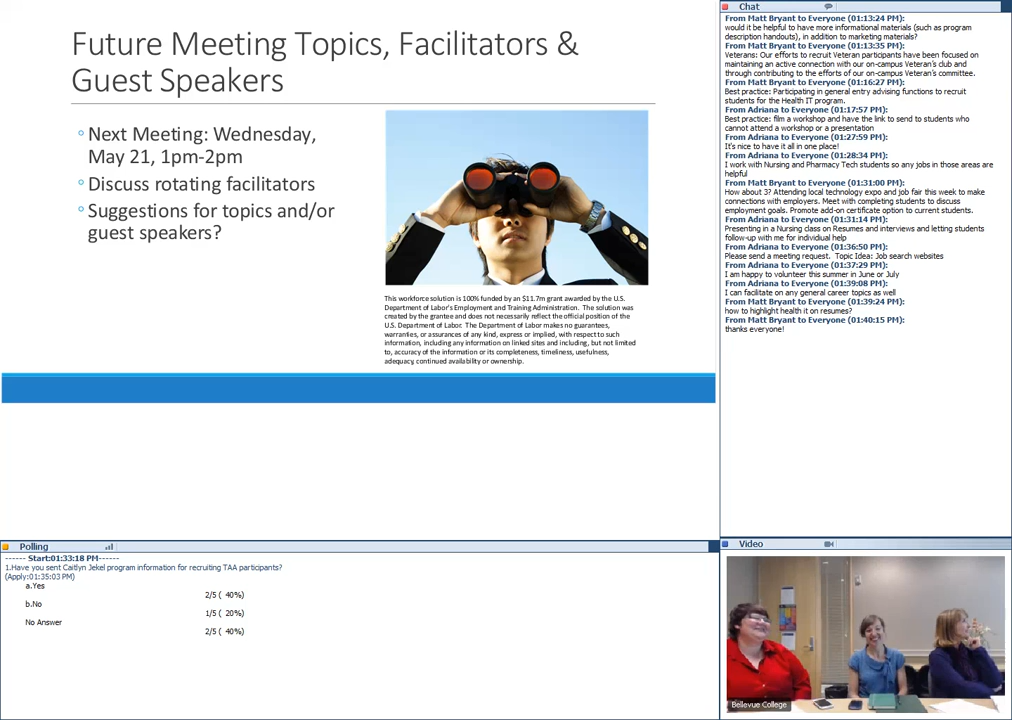 Future Meeting Topics, Facilitators &
Guest Speakers
Next Meeting: Wednesday,
May 21, 1pm-2pm
Discuss rotating facilitators
Suggestions for topics and/or
guest speakers?
This workforce solution is 100% funded by an $11.7m grant awarded by the U.S.
Department of Labor's Employment and Training Administration. The solution was
created by the grantee and does not necessarily reflect the official position of the
U.S. Department of Labor. The Department of Labor makes no guarantees,
warranties, or assurances of any kind, express or implied, with respect to such
information, including any information on linked sites and including, but not limited
to, accuracy of the information or its completeness, timeliness, usefulness,
adequacy, continued availability or ownership.
Chat
From Matt Bryant to Everyone (01:13:24 PM):
would it be helpful to have more informational materials (such as program
description handouts), in addition to marketing materials?
From Matt Bryant to Everyone (01:13:35 PM):
Veterans: Our efforts to recruit Veteran participants have been focused on
maintaining an active connection with our on-campus Veteran's club and
through contributing to the efforts of our on-campus Veteran's committee.
From Matt Bryant to Everyone (01:16:27 PM):
Best practice: Participating in general entry advising functions to recruit
students for the Health IT program.
From Adriana to Everyone (01:17:57 PM):
Best practice: film a workshop and have the link to send to students who
cannot attend a workshop or a presentation
From Adriana to Everyone (01:27:59 PM):
It's nice to have it all in one place!
From Adriana to Everyone (01:28:34 PM):
I work with Nursing and Pharmacy Tech students so any jobs in those areas are
helpful
From Matt Bryant to Everyone (01:31:00 PM):
How about 3? Attending local technology expo and job fair this week to make
connections with employers. Meet with completing students to discuss
employment goals. Promote add-on certificate option to current students.
From Adriana to Everyone (01:31:14 PM):
Presenting in a Nursing class on Resumes and interviews and letting students
follow-up with me for individiual help
From Adriana to Everyone (01:36:50 PM):
Please send a meeting request. Topic Idea: Job search websites
From Adriana to Everyone (01:37:29 PM):
I am happy to volunteer this summer in June or July
From Adriana to Everyone (01:39:08 PM):
I can facilitate on any general career topics as well
From Matt Bryant to Everyone (01:39:24 PM):
how to highlight health it on resumes?
From Matt Bryant to Everyone (01:40:15 PM):
thanks everyone!
Polling
------ Start:01:33:18 PM------
1.Have you sent Caitlyn Jekel program information for recruiting TAA participants?
(Apply:01:35:03 PM)
a.Yes
2/5 ( 40%)
b.No
1/5 ( 20%)
No Answer
2/5 ( 40%)
Video
Bellevue College